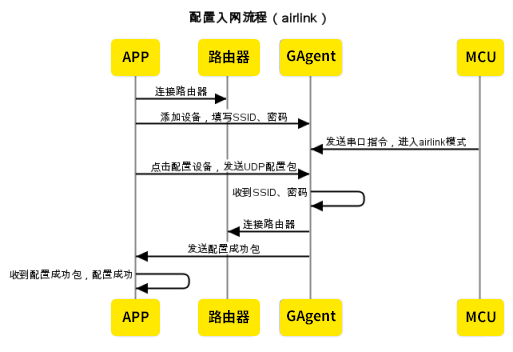 配置入网流程（airlink）
APP
路由器
GAgent
MCU
连接路由器
添加设备，填写SSID、密码
发送串口指令，进入airlink模式
点击配置设备，发送UDP配置包
收到SSID、密码
连接路由器
发送配置成功包
收到配置成功包，配置成功
APP
路由器
GAgent
MCU